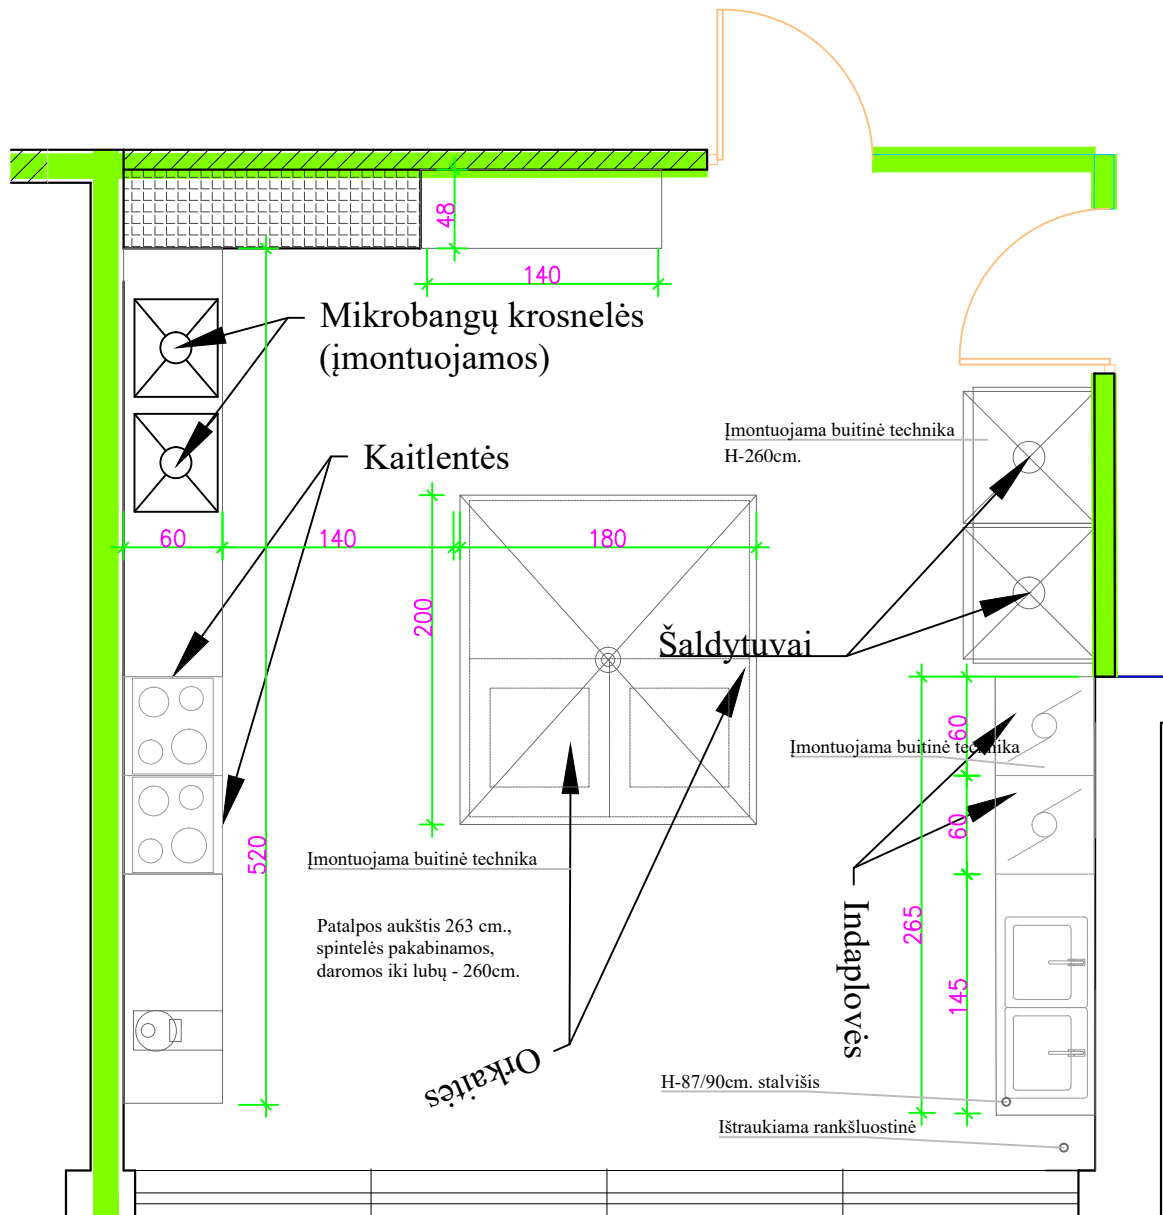 48
140
Mikrobangų krosnelės
(įmontuojamos)
Įmontuojama buitinė technika
H-260cm.
Kaitlentės
60
140
180
200
Šaldytuvai
60
Įmontuojama buitinė technika
60
520
Įmontuojama buitinė technika
265
Indaplovės
Patalpos aukštis 263 cm.,
spintelės pakabinamos,
daromos iki lubų - 260cm.
145
Orkaitės
H-87/90cm. stalvišis
Ištraukiama rankšluostinė